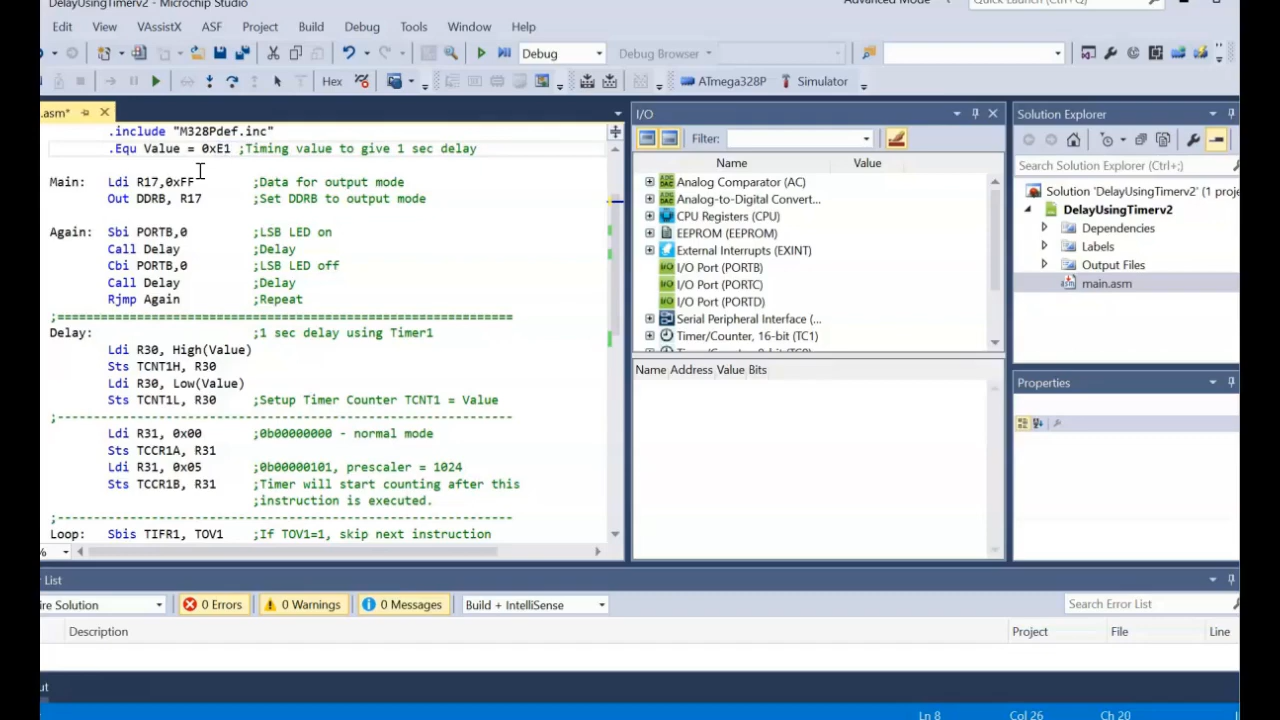 DelayUsingTimerv2 - Microchip Studio
Advanced Mode
Quick Launch (Ctrl+Q)
Edit View VAssistX ASF Project Build Debug Tools Window Help
Debug Debug Browser
Hex ATmega328P Simulator
.asm*
.include "M328Pdef.inc"
.Equ Value = 0xE1 ;Timing value to give 1 sec delay
Main: Ldi R17,0xFF ;Data for output mode
Out DDRB, R17 ;Set DDRB to output mode
Again: Sbi PORTB,0 ;LSB LED on
Call Delay ;Delay
Cbi PORTB,0 ;LSB LED off
Call Delay ;Delay
Rjmp Again ;Repeat
;===============================================================
Delay: ;1 sec delay using Timer1
Ldi R30, High(Value)
Sts TCNT1H, R30
Ldi R30, Low(Value)
Sts TCNT1L, R30 ;Setup Timer Counter TCNT1 = Value
;---------------------------------------------------------------
Ldi R31, 0x00 ;0b00000000 - normal mode
Sts TCCR1A, R31
Ldi R31, 0x05 ;0b00000101, prescaler = 1024
Sts TCCR1B, R31 ;Timer will start counting after this
;instruction is executed.
;---------------------------------------------------------------
Loop: Sbis TIFR1, TOV1 ;If TOV1=1, skip next instruction
%
I/O
Filter:
Name Value
Analog Comparator (AC)
Analog-to-Digital Convert...
CPU Registers (CPU)
EEPROM (EEPROM)
External Interrupts (EXINT)
I/O Port (PORTB)
I/O Port (PORTC)
I/O Port (PORTD)
Serial Peripheral Interface (...
Timer/Counter, 16-bit (TC1)
Name Address Value Bits
Solution Explorer
Search Solution Explorer (Ctrl+;)
Solution 'DelayUsingTimerv2' (1 proje
DelayUsingTimerv2
Dependencies
Labels
Output Files
main.asm
Properties
List
ire Solution 0 Errors 0 Warnings 0 Messages Build + IntelliSense Search Error List
Description Project File Line
ut
Ln 8 Col 26 Ch 20